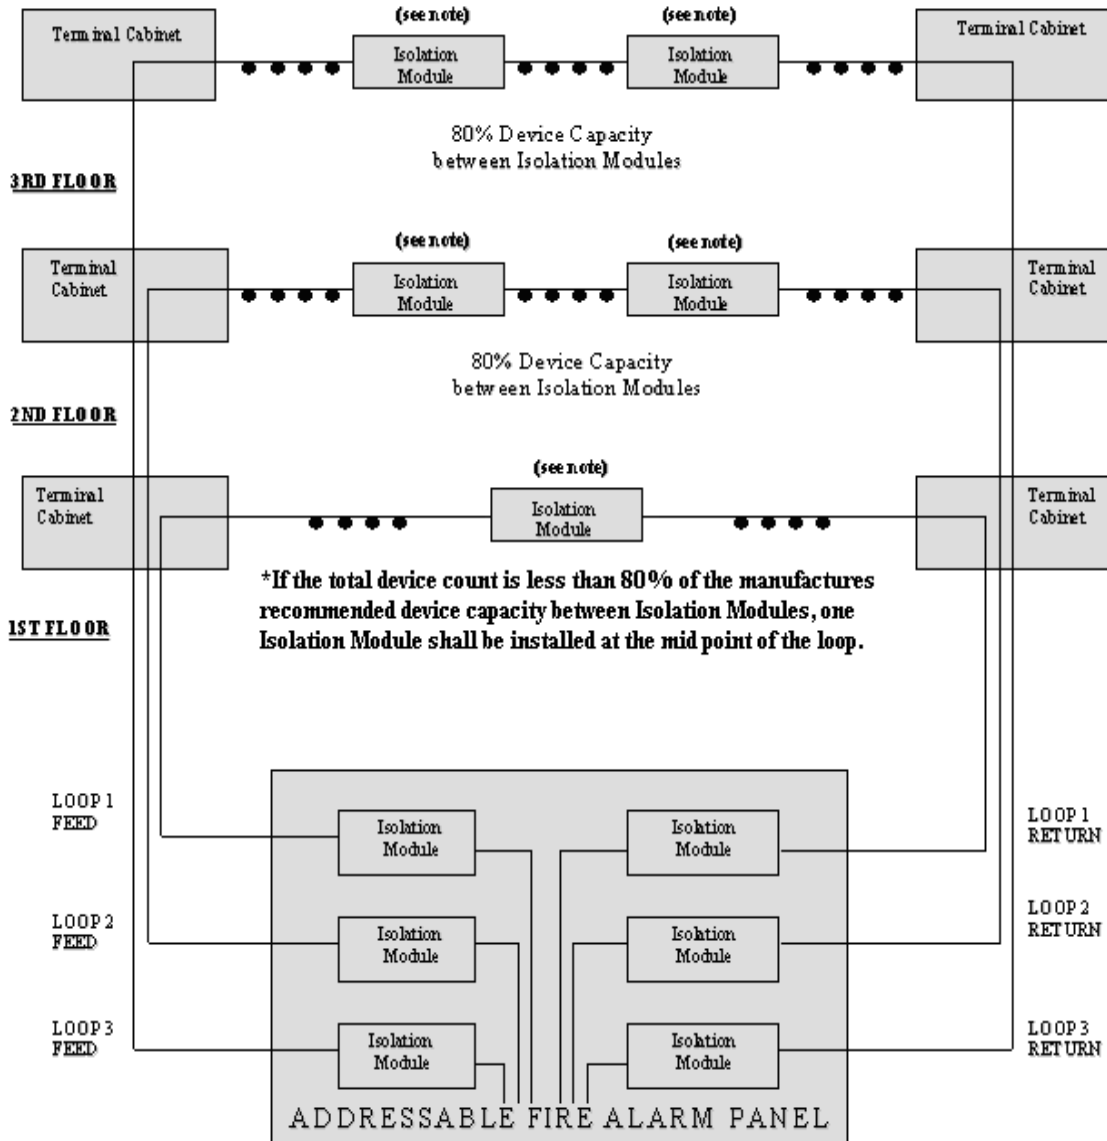 (see note)
(see note)
Terminal Cabinet
Isolation
Module
Isolation
Module
Terminal Cabinet
80% Device Capacity
between Isolation Modules
3RD FLOOR
(see note)
(see note)
Terminal
Cabinet
Isolation
Module
Isolation
Module
Terminal
Cabinet
80% Device Capacity
between Isolation Modules
2ND FLOOR
(see note)
Terminal
Cabinet
Isolation
Module
Terminal
Cabinet
*If the total device count is less than 80% of the manufactures
recommended device capacity between Isolation Modules, one
Isolation Module shall be installed at the mid point of the loop.
1ST FLOOR
LOOP 1
FEED
Isolation
Module
Isolation
Module
LOOP 1
RETURN
LOOP 2
FEED
Isolation
Module
Isolation
Module
LOOP 2
RETURN
LOOP 3
FEED
Isolation
Module
Isolation
Module
LOOP 3
RETURN
ADDRESSABLE FIRE ALARM PANEL